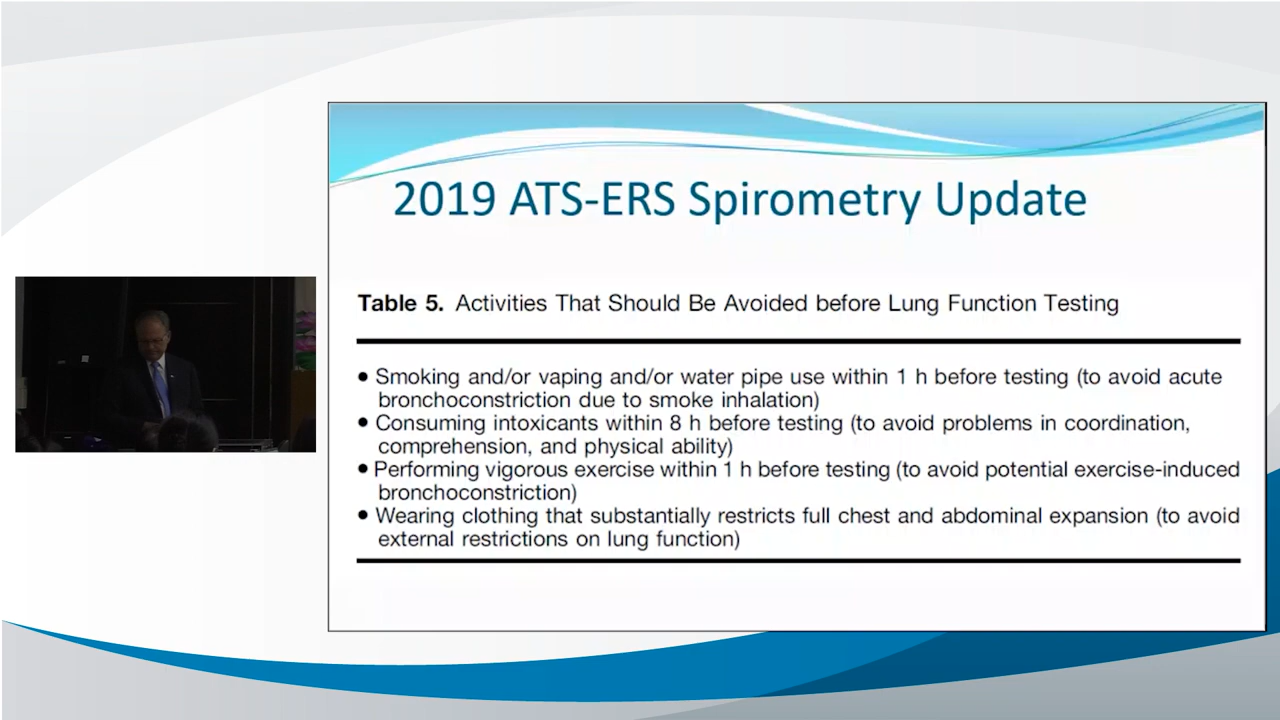 2019 ATS-ERS Spirometry Update
Table 5. Activities That Should Be Avoided before Lung Function Testing
● Smoking and/or vaping and/or water pipe use within 1 h before testing (to avoid acute
bronchoconstriction due to smoke inhalation)
● Consuming intoxicants within 8 h before testing (to avoid problems in coordination,
comprehension, and physical ability)
● Performing vigorous exercise within 1 h before testing (to avoid potential exercise-induced
bronchoconstriction)
● Wearing clothing that substantially restricts full chest and abdominal expansion (to avoid
external restrictions on lung function)